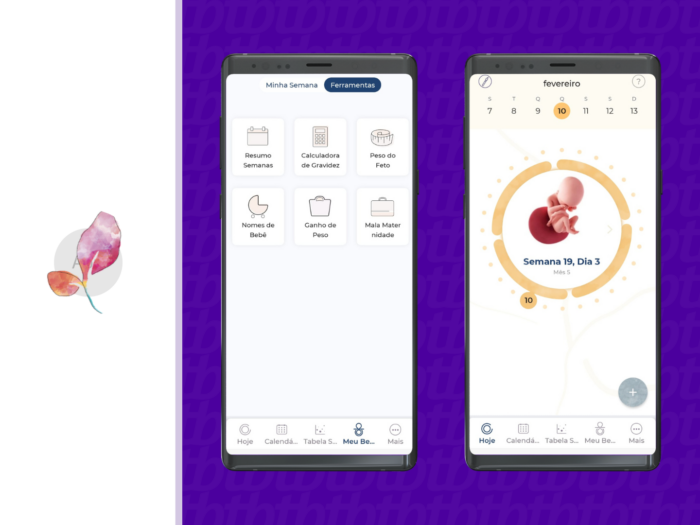 Minha Semana Ferramentas
Resumo
Semanas
Calculadora
de Gravidez
Peso do
Feto
Nomes de
Bebê
Ganho de
Peso
Mala Mater
nidade
Hoje Calendá... Tabela S... Meu Be... Mais
fevereiro ?
S T Q Q S S D
7 8 9 10 11 12 13
Semana 19, Dia 3
Mês 5
10
+
Hoje Calendá... Tabela S... Meu Be... Mais